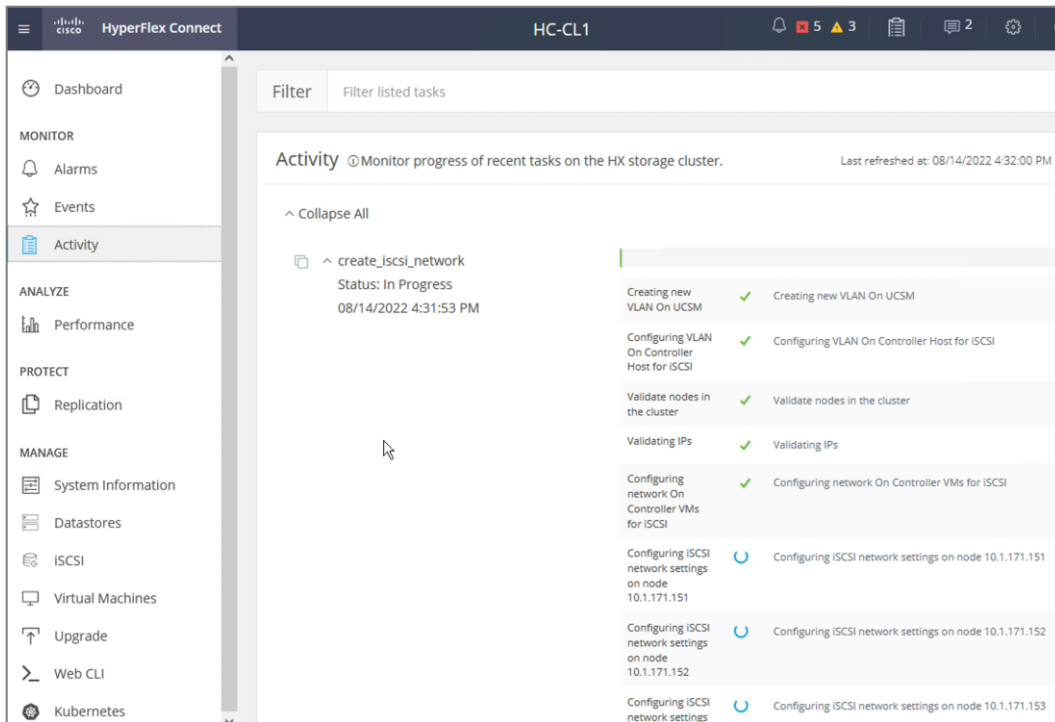 cisco HyperFlex Connect
HC-CL1
5 3
2
Dashboard
MONITOR
Alarms
Events
Activity
ANALYZE
Performance
PROTECT
Replication
MANAGE
System Information
Datastores
iSCSI
Virtual Machines
Upgrade
Web CLI
Kubernetes
Filter Filter listed tasks
Activity Monitor progress of recent tasks on the HX storage cluster. Last refreshed at: 08/14/2022 4:32:00 PM
Collapse All
create_iscsi_network
Status: In Progress
08/14/2022 4:31:53 PM
Creating new
VLAN On UCSM
Creating new VLAN On UCSM
Configuring VLAN
On Controller
Host for iSCSI
Configuring VLAN On Controller Host for iSCSI
Validate nodes in
the cluster
Validate nodes in the cluster
Validating IPs
Validating IPs
Configuring
network On
Controller VMs
for iSCSI
Configuring network On Controller VMs for iSCSI
Configuring iSCSI
network settings
on node
10.1.171.151
Configuring iSCSI network settings on node 10.1.171.151
Configuring iSCSI
network settings
on node
10.1.171.152
Configuring iSCSI network settings on node 10.1.171.152
Configuring iSCSI
network settings
Configuring iSCSI network settings on node 10.1.171.153